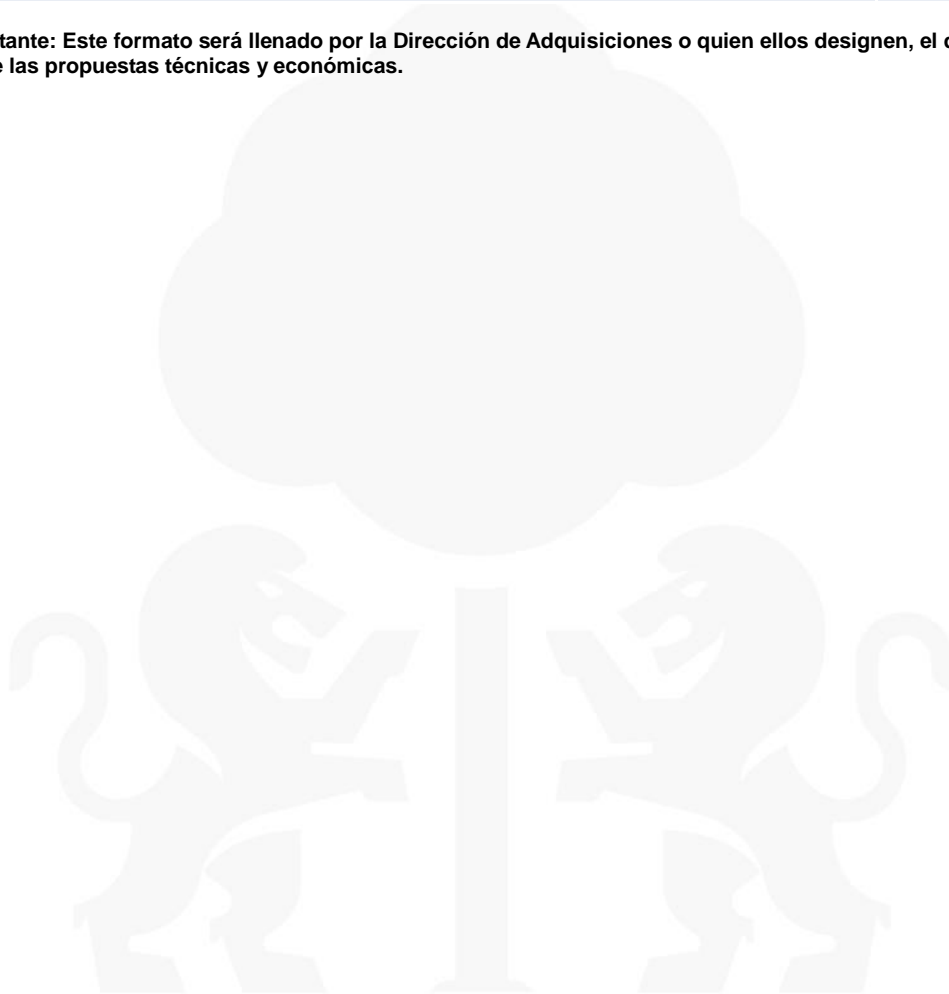 tante: Este formato será llenado por la Dirección de Adquisiciones o quien ellos designen, el
las propuestas técnicas y económicas.